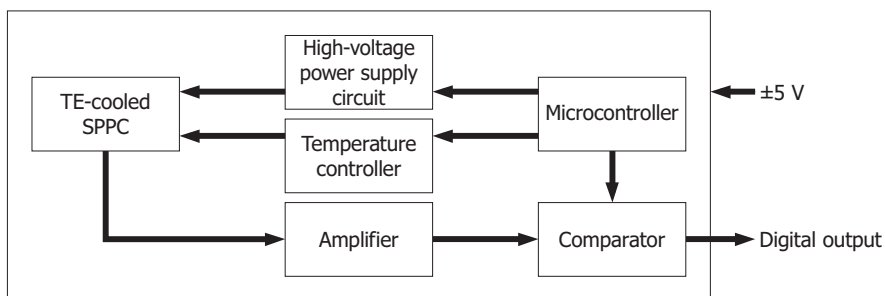 High-voltage
power supply
circuit
TE-cooled
SPPC
Microcontroller
±5 V
Temperature
controller
Amplifier
Comparator
Digital output